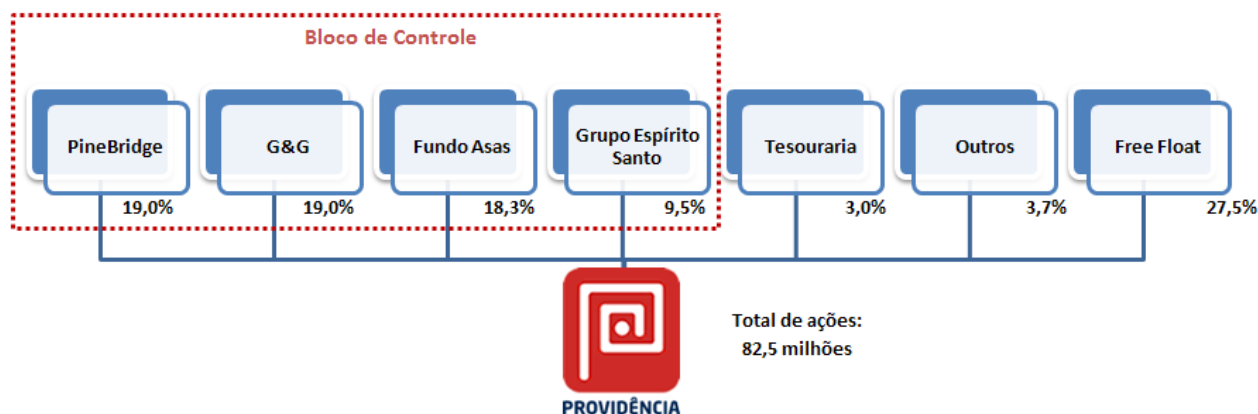 Bloco de Controle
PineBridge
G&G
Fundo Asas
Grupo Espírito
Santo
Tesouraria
Outros
Free Float
19,0%
19,0%
18,3%
9,5%
3,0%
3,7%
27,5%
Total de ações:
82,5 milhões
PROVIDÊNCIA